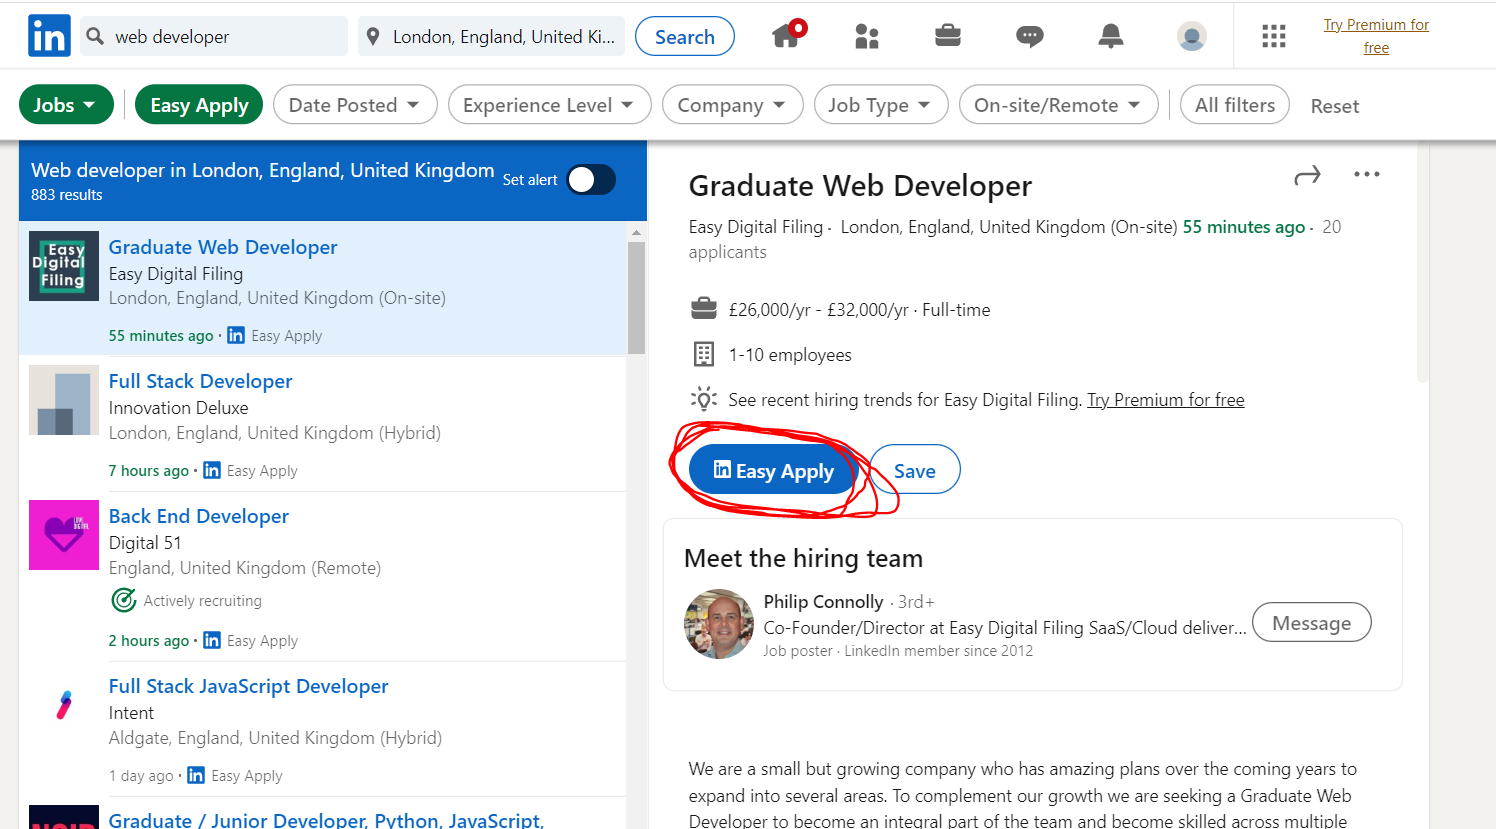 in
web developer
London, England, United Ki...
Search
Try Premium for
free
Jobs
Easy Apply
Date Posted
Experience Level
Company
Job Type
On-site/Remote
All filters
Reset
Web developer in London, England, United Kingdom
883 results
Set alert
Easy
Digital
Filing
Graduate Web Developer
Easy Digital Filing
London, England, United Kingdom (On-site)
55 minutes ago · in Easy Apply
Full Stack Developer
Innovation Deluxe
London, England, United Kingdom (Hybrid)
7 hours ago · in Easy Apply
Back End Developer
Digital 51
England, United Kingdom (Remote)
Actively recruiting
2 hours ago · in Easy Apply
Full Stack JavaScript Developer
Intent
Aldgate, England, United Kingdom (Hybrid)
1 day ago · in Easy Apply
Graduate / Junior Developer, Python, JavaScript,
Graduate Web Developer
Easy Digital Filing · London, England, United Kingdom (On-site) 55 minutes ago · 20
applicants
£26,000/yr - £32,000/yr · Full-time
1-10 employees
See recent hiring trends for Easy Digital Filing. Try Premium for free
in Easy Apply
Save
Meet the hiring team
Philip Connolly · 3rd+
Co-Founder/Director at Easy Digital Filing SaaS/Cloud deliver...
Job poster · LinkedIn member since 2012
Message
We are a small but growing company who has amazing plans over the coming years to
expand into several areas. To complement our growth we are seeking a Graduate Web
Developer to become an integral part of the team and become skilled across multiple